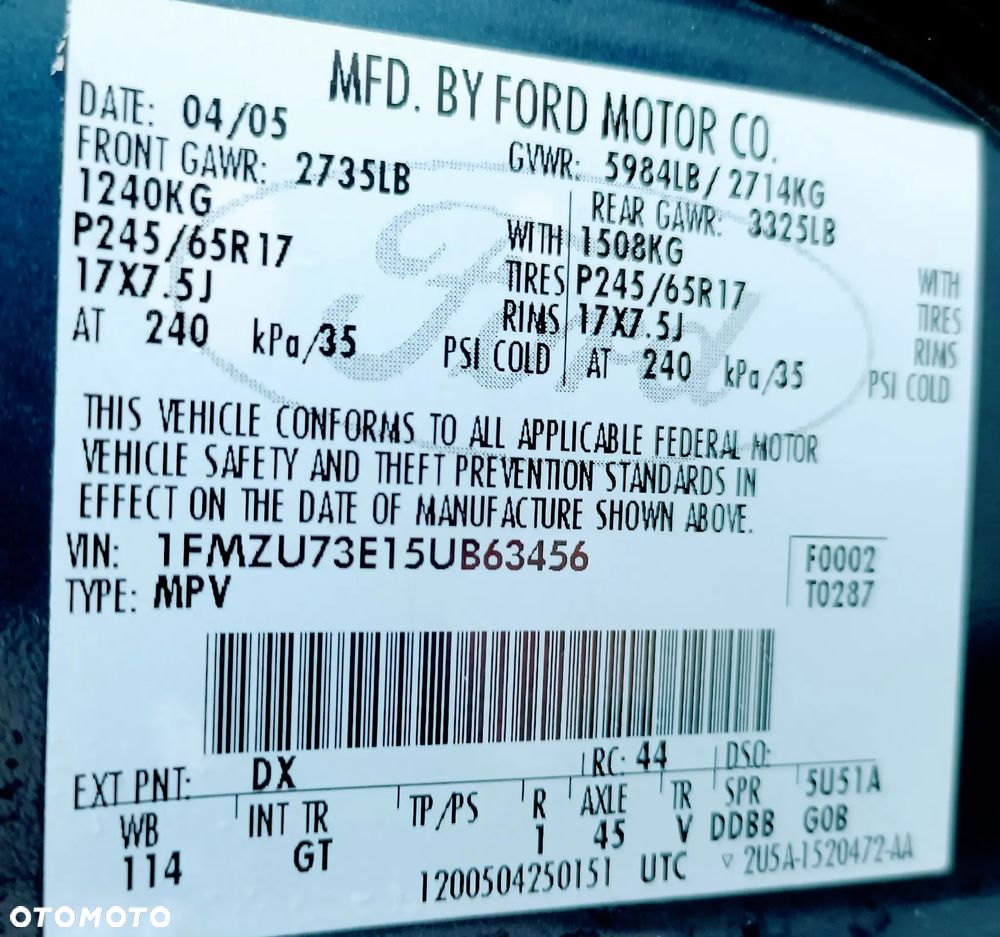 MFD. BY FORD MOTOR CO.
DATE: 04/05 GVWR: 5984LB/2714KG
FRONT GAWR: 2735LB REAR GAWR: 3325LB
1240KG WITH 1508KG WITH
P245/65R17 TIRES P245/65R17 TIRES
17X7.5J RIMS 17X7.5J RIMS
AT 240 kPa/35 PSI COLD AT 240 kPa/35 PSI COLD
Ford
THIS VEHICLE CONFORMS TO ALL APPLICABLE FEDERAL MOTOR
VEHICLE SAFETY AND THEFT PREVENTION STANDARDS IN
EFFECT ON THE DATE OF MANUFACTURE SHOWN ABOVE.
VIN: 1FMZU73E15UB63456 F0002
TYPE: MPV T0287
EXT PNT: DX RC: 44 DSO:
WB INT TR TP/PS R AXLE TR SPR 5U51A
114 GT 1 45 V DDBB GOB
1200504250151 UTC ▽ 2U5A-1520472-AA
OTOMOTO